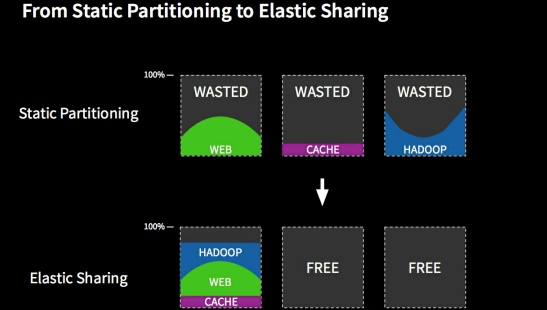 From Static Partitioning to Elastic Sharing
100%
WASTED WASTED WASTED
Static Partitioning
WEB CACHE HADOOP
100%
HADOOP
FREE FREE
Elastic Sharing
WEB
CACHE